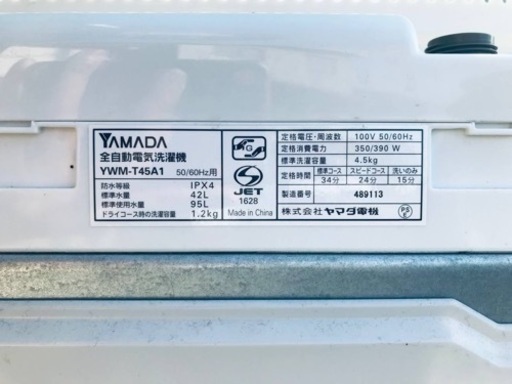 YAMADA
全自動電気洗濯機
YWM-T45A1 50/60Hz用
防水等級 IPX4
標準水量 42L
標準使用水量 95L
ドライコース時の洗濯容量 1.2kg
G
JET
1628
Made in China
定格電圧・周波数 100V 50/60Hz
定格消費電力 350/390 W
標準洗濯容量 4.5kg
標準コース スピードコース 洗いのみ
34分 24分 15分
製造番号 489113
株式会社ヤマダ電機
PSE